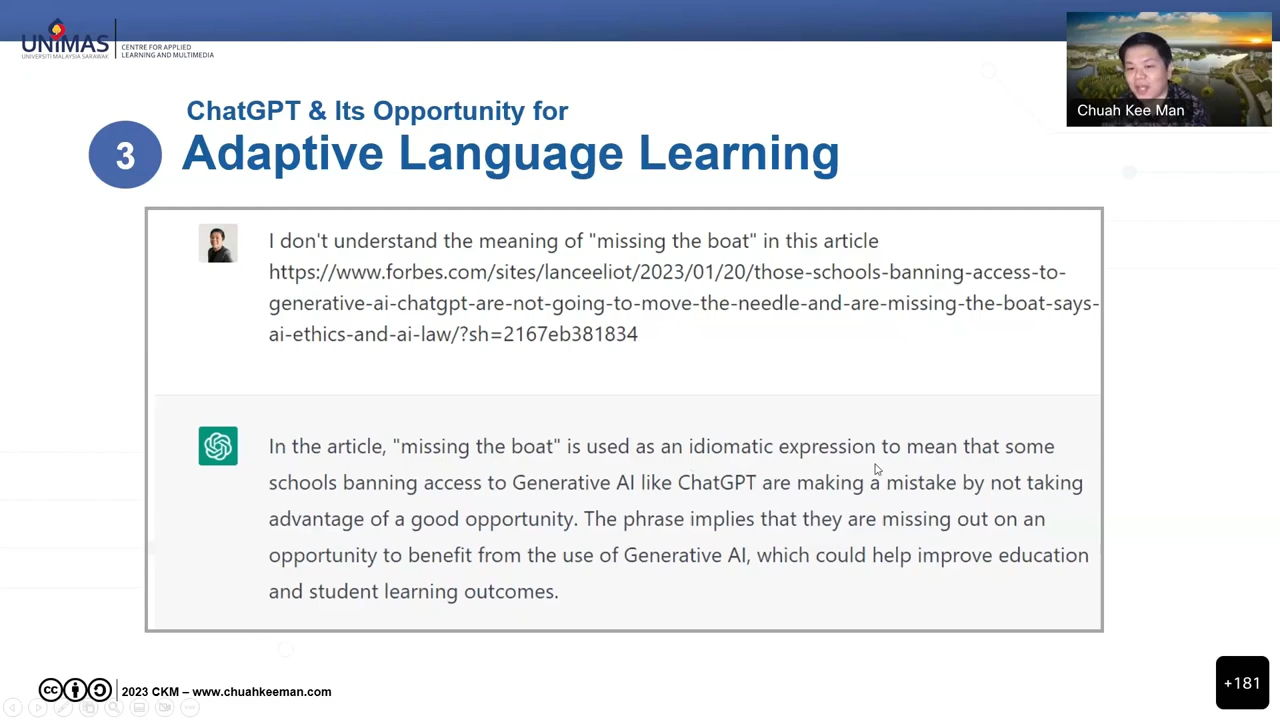 UNIMAS
UNIVERSITI MALAYSIA SARAWAK
CENTRE FOR APPLIED
LEARNING AND MULTIMEDIA
Chuah Kee Man
ChatGPT & Its Opportunity for
3
Adaptive Language Learning
I don't understand the meaning of "missing the boat" in this article
https://www.forbes.com/sites/lanceeliot/2023/01/20/those-schools-banning-access-to-
generative-ai-chatgpt-are-not-going-to-move-the-needle-and-are-missing-the-boat-says-
ai-ethics-and-ai-law/?sh=2167eb381834
In the article, "missing the boat" is used as an idiomatic expression to mean that some
schools banning access to Generative AI like ChatGPT are making a mistake by not taking
advantage of a good opportunity. The phrase implies that they are missing out on an
opportunity to benefit from the use of Generative AI, which could help improve education
and student learning outcomes.
cc
2023 CKM – www.chuahkeeman.com
+181